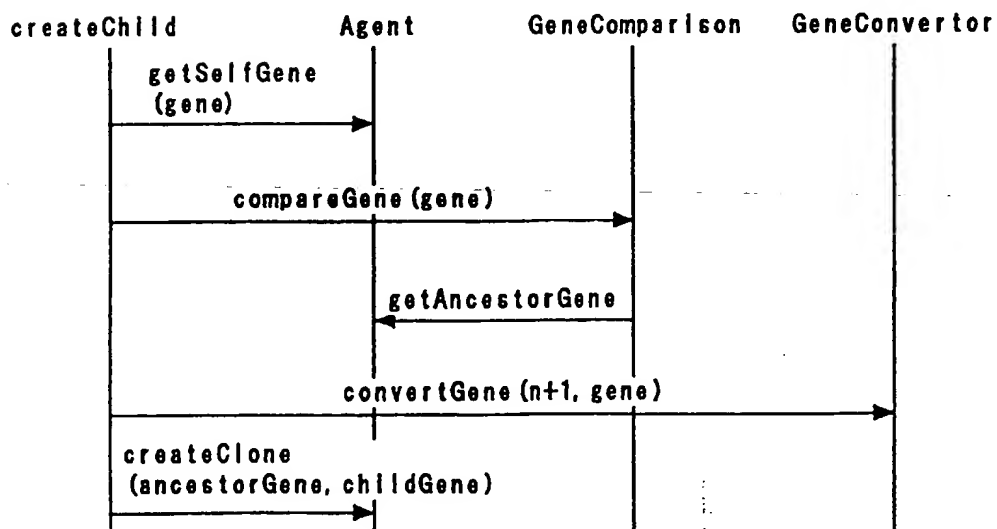 createChild Agent GeneComparison GeneConvertor
getSelfGene
(gene)
compareGene(gene)
getAncestorGene
convertGene(n+1, gene)
createClone
(ancestorGene, childGene)